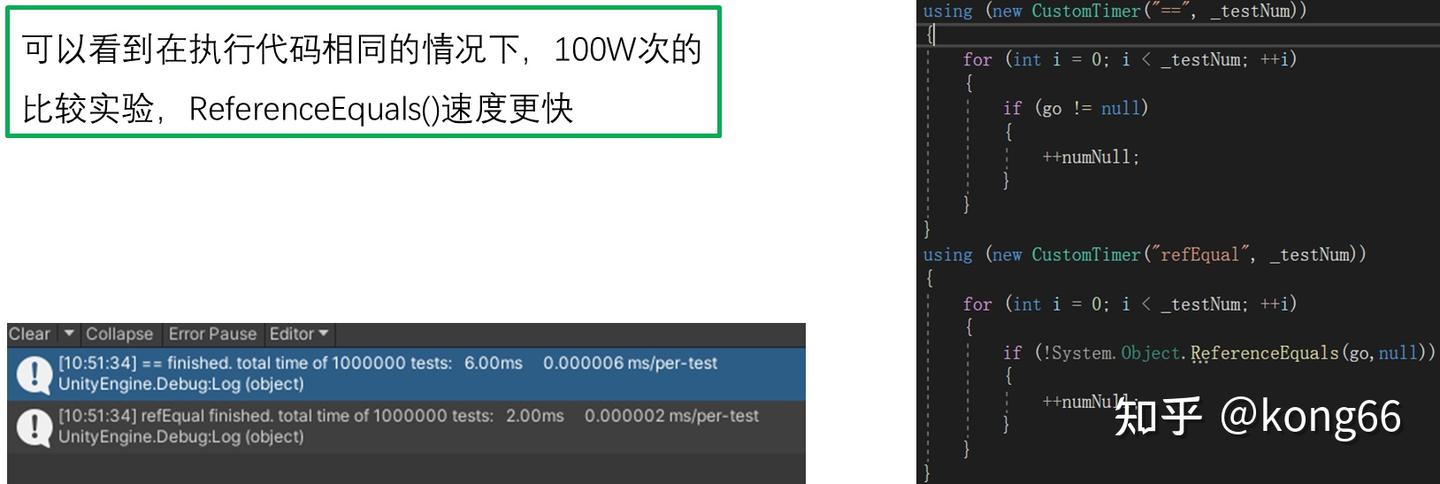 可以看到在执行代码相同的情况下，100W次的
比较实验，ReferenceEquals()速度更快
Clear Collapse Error Pause Editor
[10:51:34] == finished. total time of 1000000 tests: 6.00ms 0.000006 ms/per-test
UnityEngine.Debug:Log (object)
[10:51:34] refEqual finished. total time of 1000000 tests: 2.00ms 0.000002 ms/per-test
UnityEngine.Debug:Log (object)
using (new CustomTimer("==", _testNum))
{
for (int i = 0; i < _testNum; ++i)
{
if (go != null)
{
++numNull;
}
}
}
using (new CustomTimer("refEqual", _testNum))
{
for (int i = 0; i < _testNum; ++i)
{
if (!System.Object.ReferenceEquals(go,null))
{
++numNull;
}
}
}
知乎 @kong66